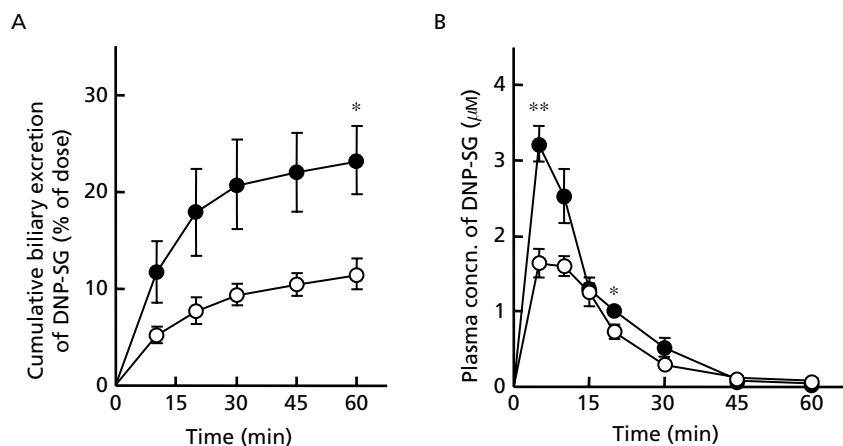 A
B
Cumulative biliary excretion
of DNP-SG (% of dose)
30
20
10
0
*
0 15 30 45 60
Time (min)
Plasma concn. of DNP-SG (μM)
4
3
2
1
0
**
*
0 15 30 45 60
Time (min)